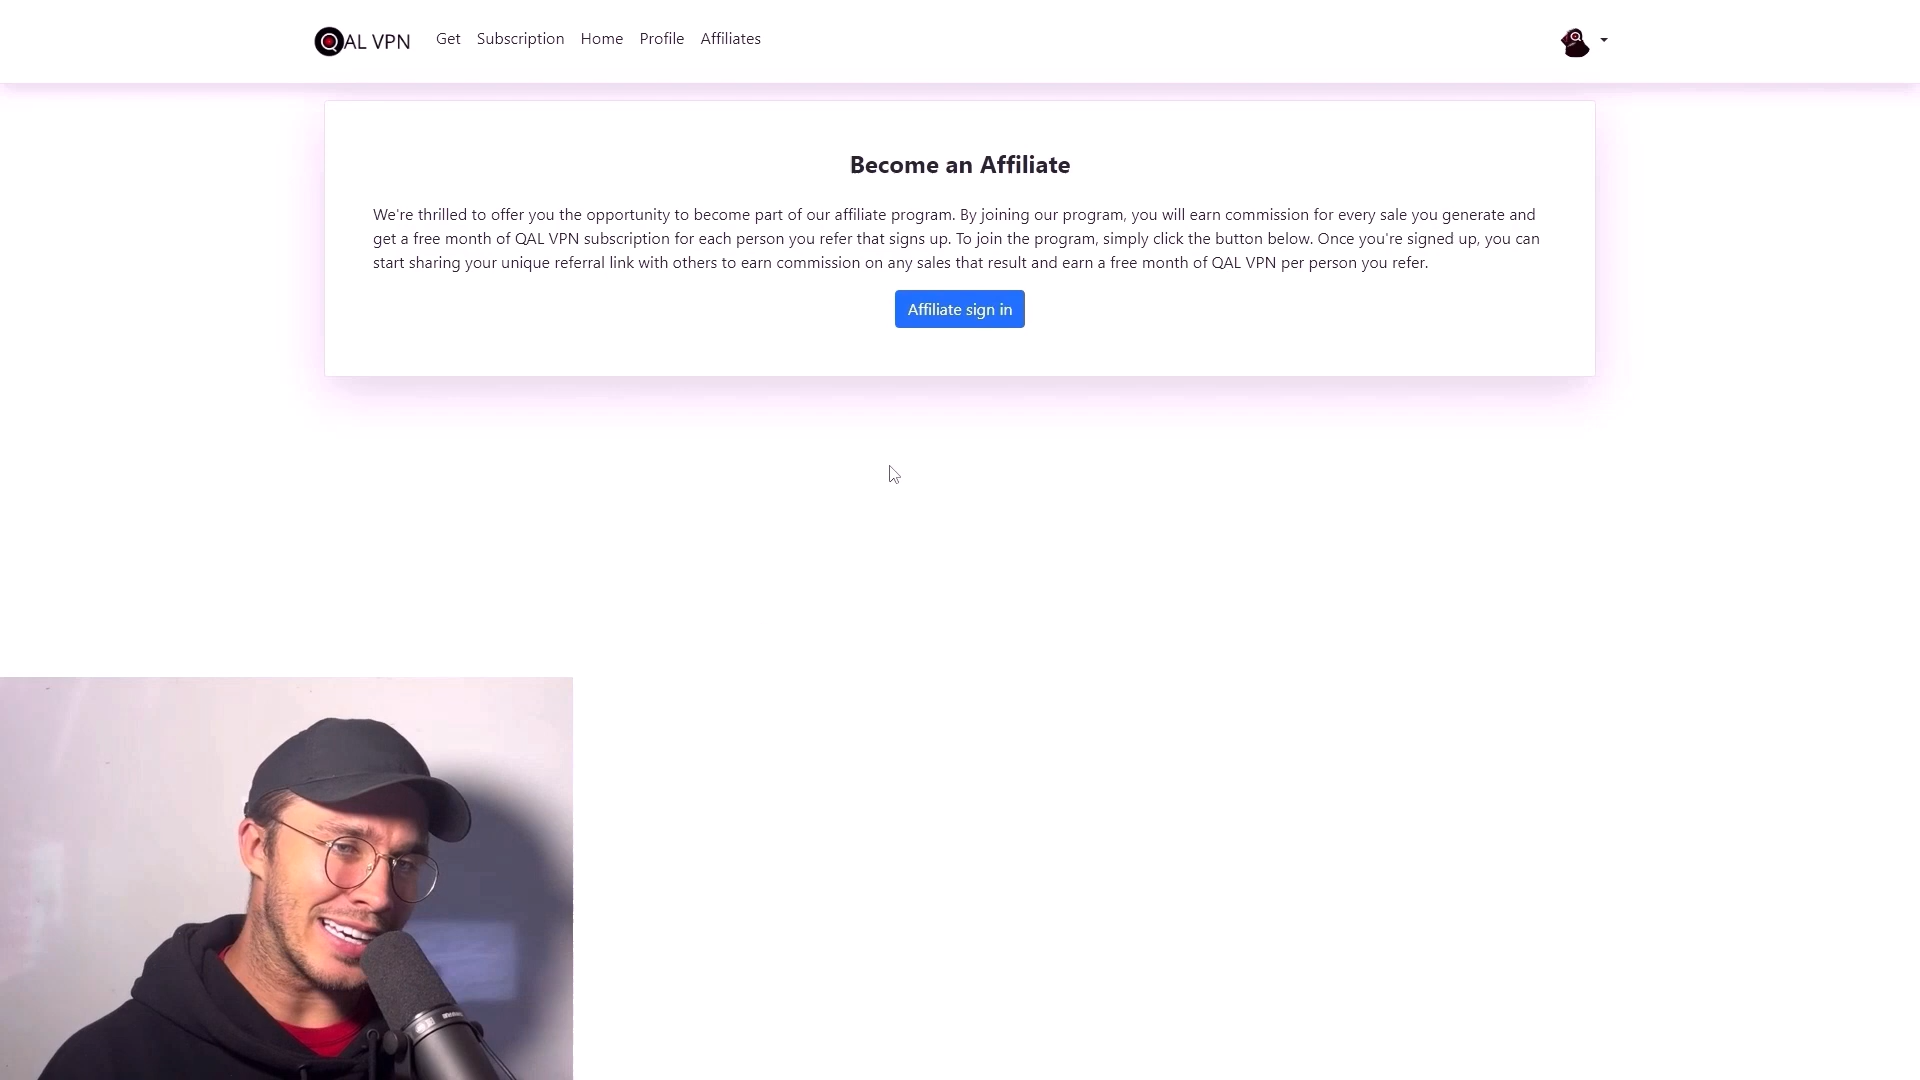 QAL VPN Get Subscription Home Profile Affiliates
Become an Affiliate
We're thrilled to offer you the opportunity to become part of our affiliate program. By joining our program, you will earn commission for every sale you generate and
get a free month of QAL VPN subscription for each person you refer that signs up. To join the program, simply click the button below. Once you're signed up, you can
start sharing your unique referral link with others to earn commission on any sales that result and earn a free month of QAL VPN per person you refer.
Affiliate sign in